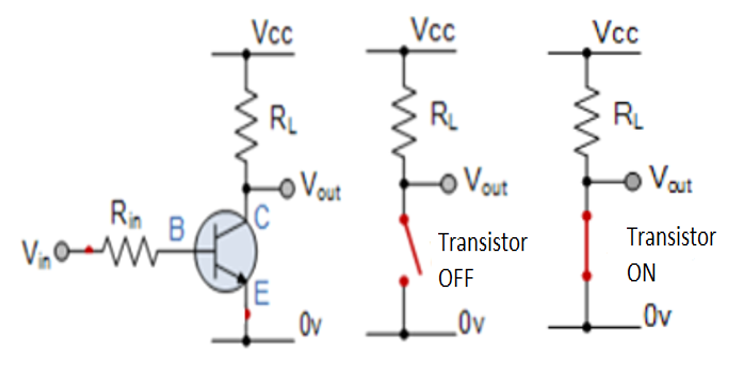 Vcc
RL
Vout
Rin
B
C
Vin
E
0v
Vcc
RL
Vout
Transistor
OFF
0v
Vcc
RL
Vout
Transistor
ON
0v